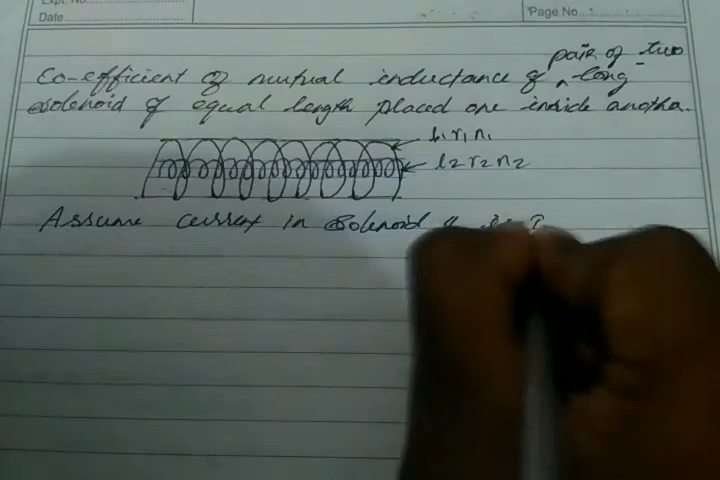 Expt. No.
Date
Page No.
pair of two
Co-efficient of mutual inductance of ^ long
solenoid of equal length placed one inside another.
l1 r1 n1
l2 r2 n2
Assume current in Solenoid